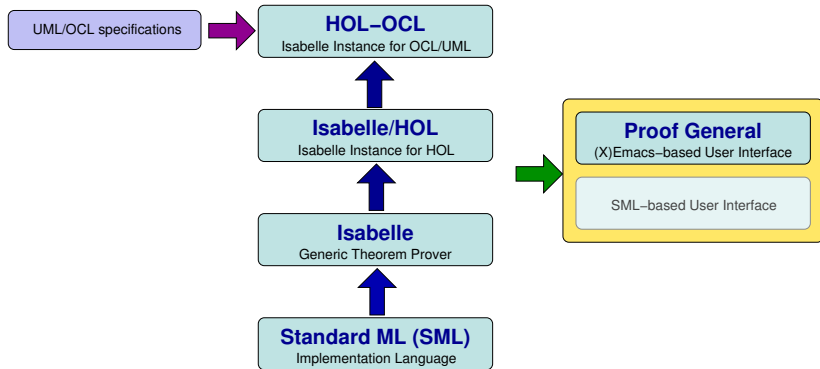 UML/OCL specifications
HOL–OCL
Isabelle Instance for OCL/UML
Isabelle/HOL
Isabelle Instance for HOL
Proof General
(X)Emacs–based User Interface
SML–based User Interface
Isabelle
Generic Theorem Prover
Standard ML (SML)
Implementation Language